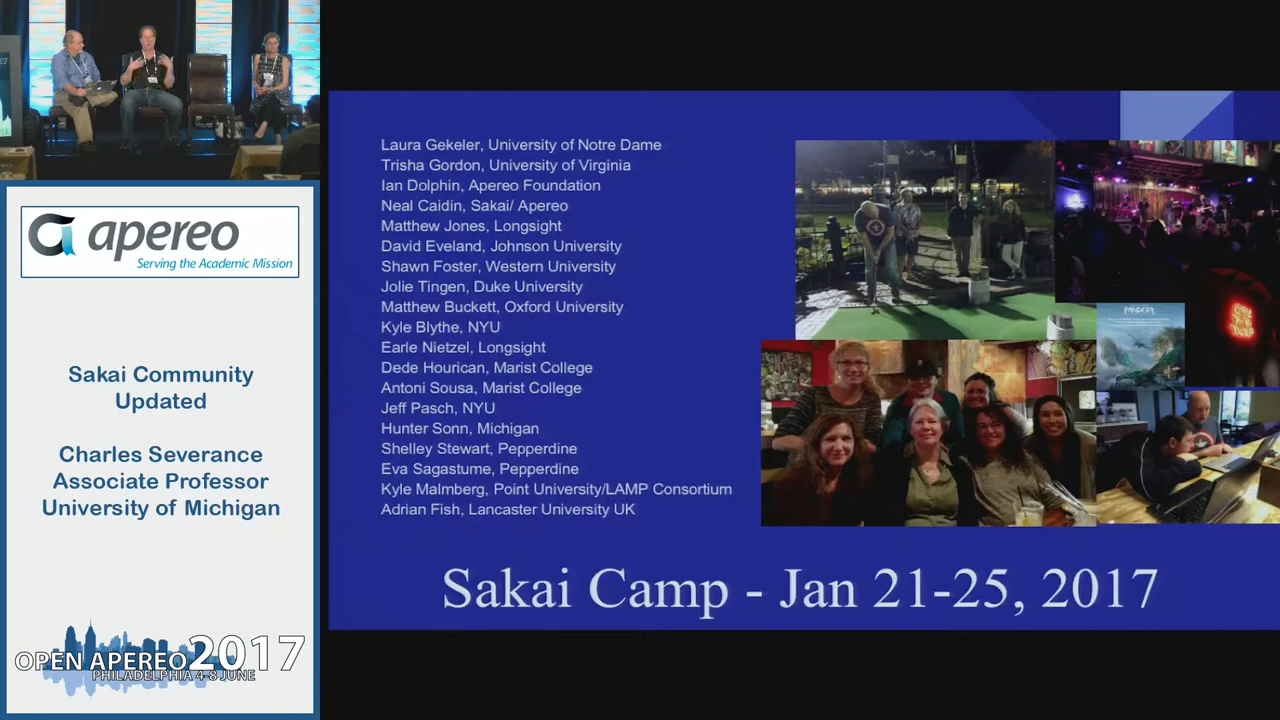 apereo
Serving the Academic Mission
Sakai Community
Updated
Charles Severance
Associate Professor
University of Michigan
OPEN APEREO 2017
PHILADELPHIA 4-8 JUNE
Laura Gekeler, University of Notre Dame
Trisha Gordon, University of Virginia
Ian Dolphin, Apereo Foundation
Neal Caidin, Sakai/ Apereo
Matthew Jones, Longsight
David Eveland, Johnson University
Shawn Foster, Western University
Jolie Tingen, Duke University
Matthew Buckett, Oxford University
Kyle Blythe, NYU
Earle Nietzel, Longsight
Dede Hourican, Marist College
Antoni Sousa, Marist College
Jeff Pasch, NYU
Hunter Sonn, Michigan
Shelley Stewart, Pepperdine
Eva Sagastume, Pepperdine
Kyle Malmberg, Point University/LAMP Consortium
Adrian Fish, Lancaster University UK
PANDORA
Sakai Camp - Jan 21-25, 2017